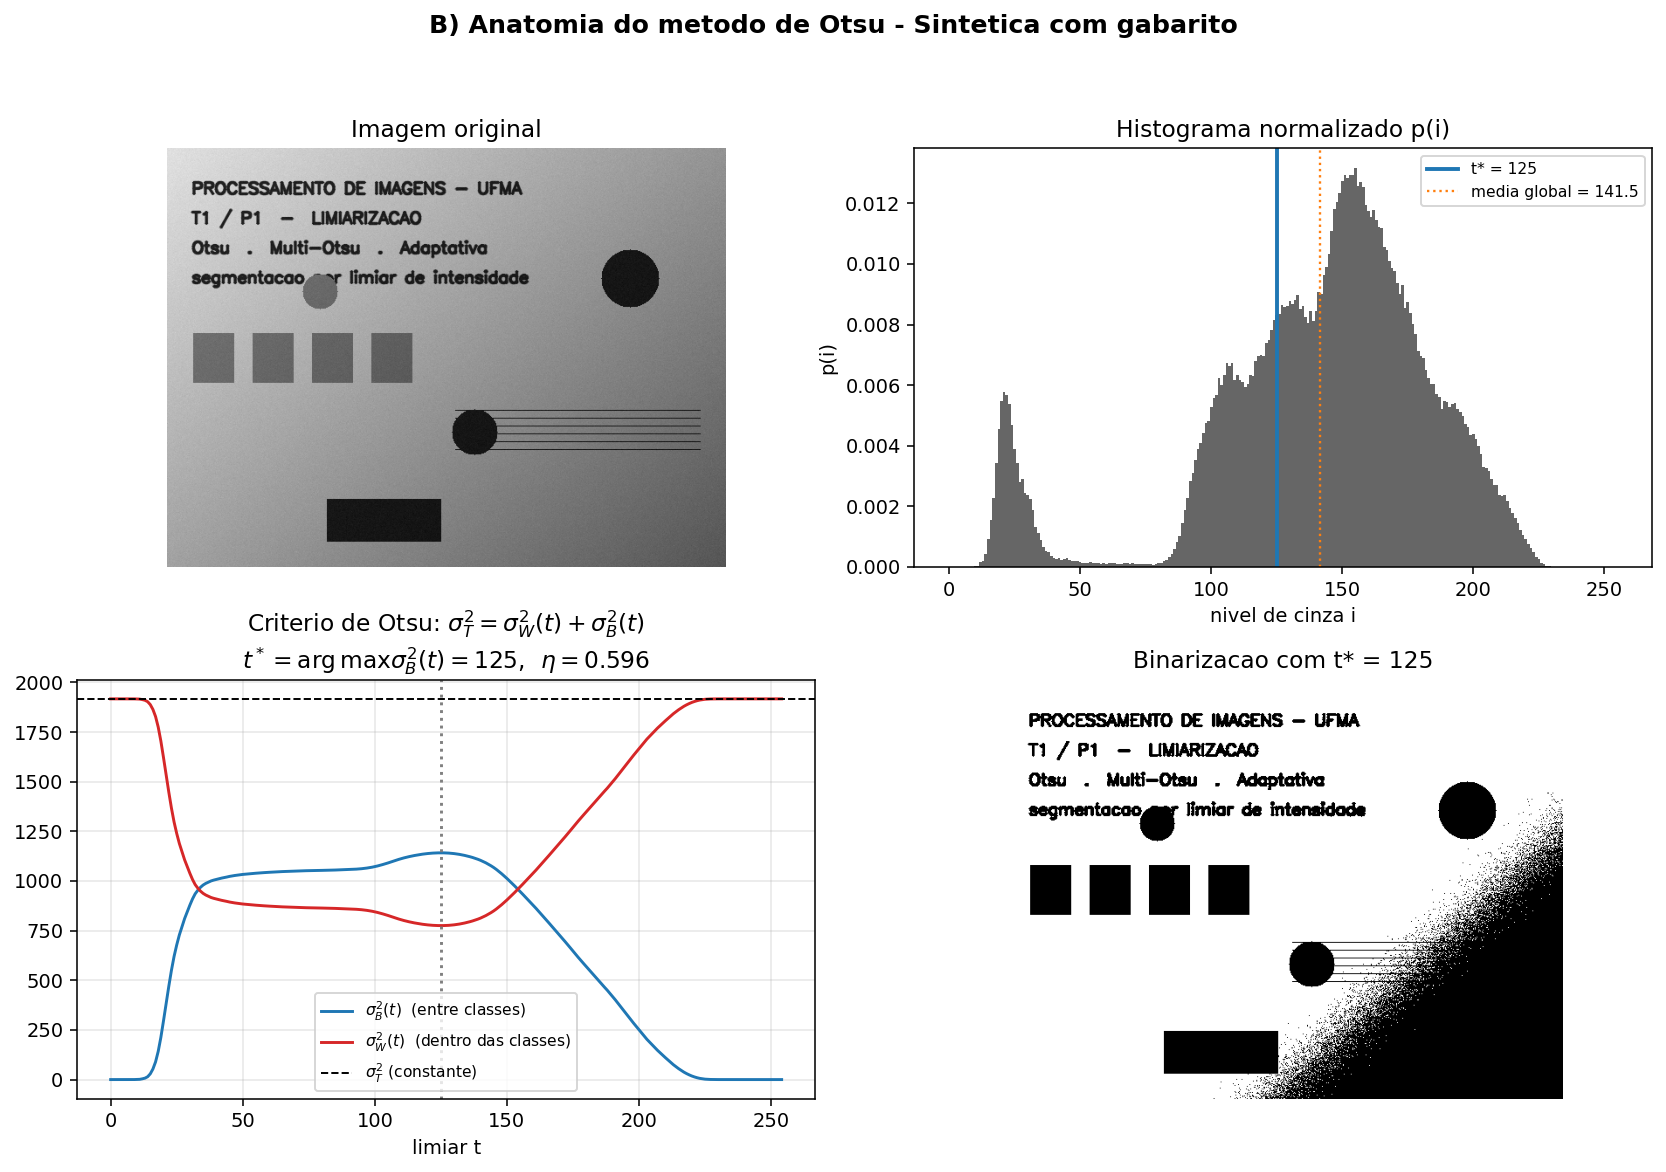 B) Anatomia do metodo de Otsu - Sintetica com gabarito
Imagem original
PROCESSAMENTO DE IMAGENS - UFMA
T1 / P1 - LIMIARIZACAO
Otsu . Multi-Otsu . Adaptativa
segmentacao limiar de intensidade
Histograma normalizado p(i)
t* = 125
media global = 141.5
p(i)
0.012
0.010
0.008
0.006
0.004
0.002
0.000
0 50 100 150 200 250
nivel de cinza i
Criterio de Otsu: σ²_T = σ²_W(t) + σ²_B(t)
t* = arg maxσ²_B(t) = 125, η = 0.596
2000
1750
1500
1250
1000
750
500
250
0
σ²_B(t) (entre classes)
σ²_W(t) (dentro das classes)
σ²_T (constante)
0 50 100 150 200 250
limiar t
Binarizacao com t* = 125
PROCESSAMENTO DE IMAGENS - UFMA
T1 / P1 - LIMIARIZACAO
Otsu . Multi-Otsu . Adaptativa
segmentacao limiar de intensidade